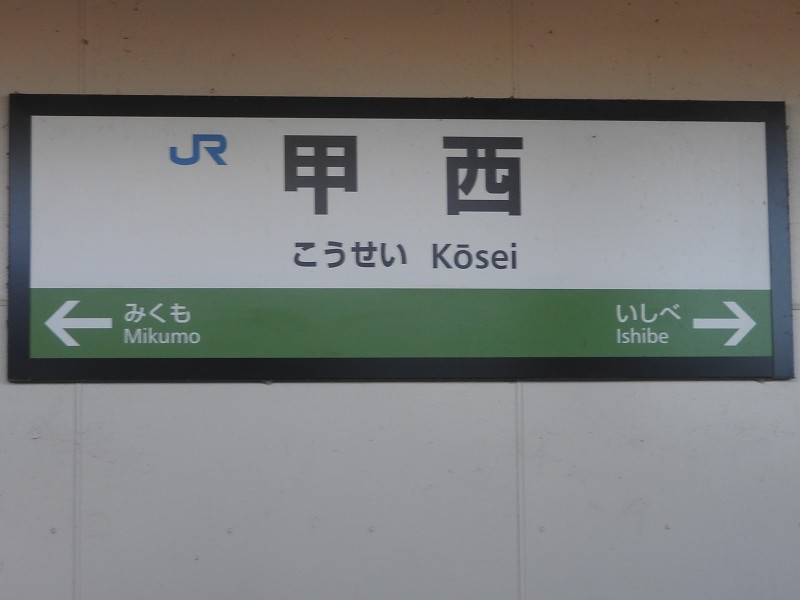 JR 甲西
こうせい Kōsei
← みくも いしべ →
Mikumo Ishibe